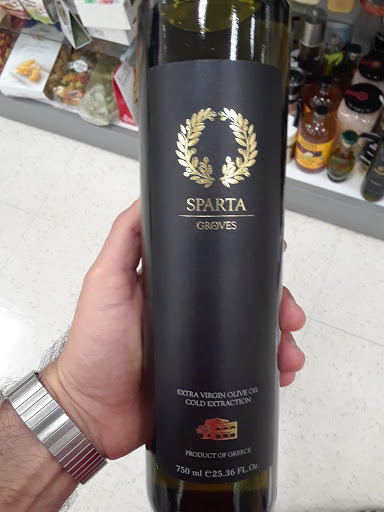 SPARTA
GROVES
EXTRA VIRGIN OLIVE OIL
COLD EXTRACTION
PRODUCT OF GREECE
750 ml ℮25.36 FL.Oz.